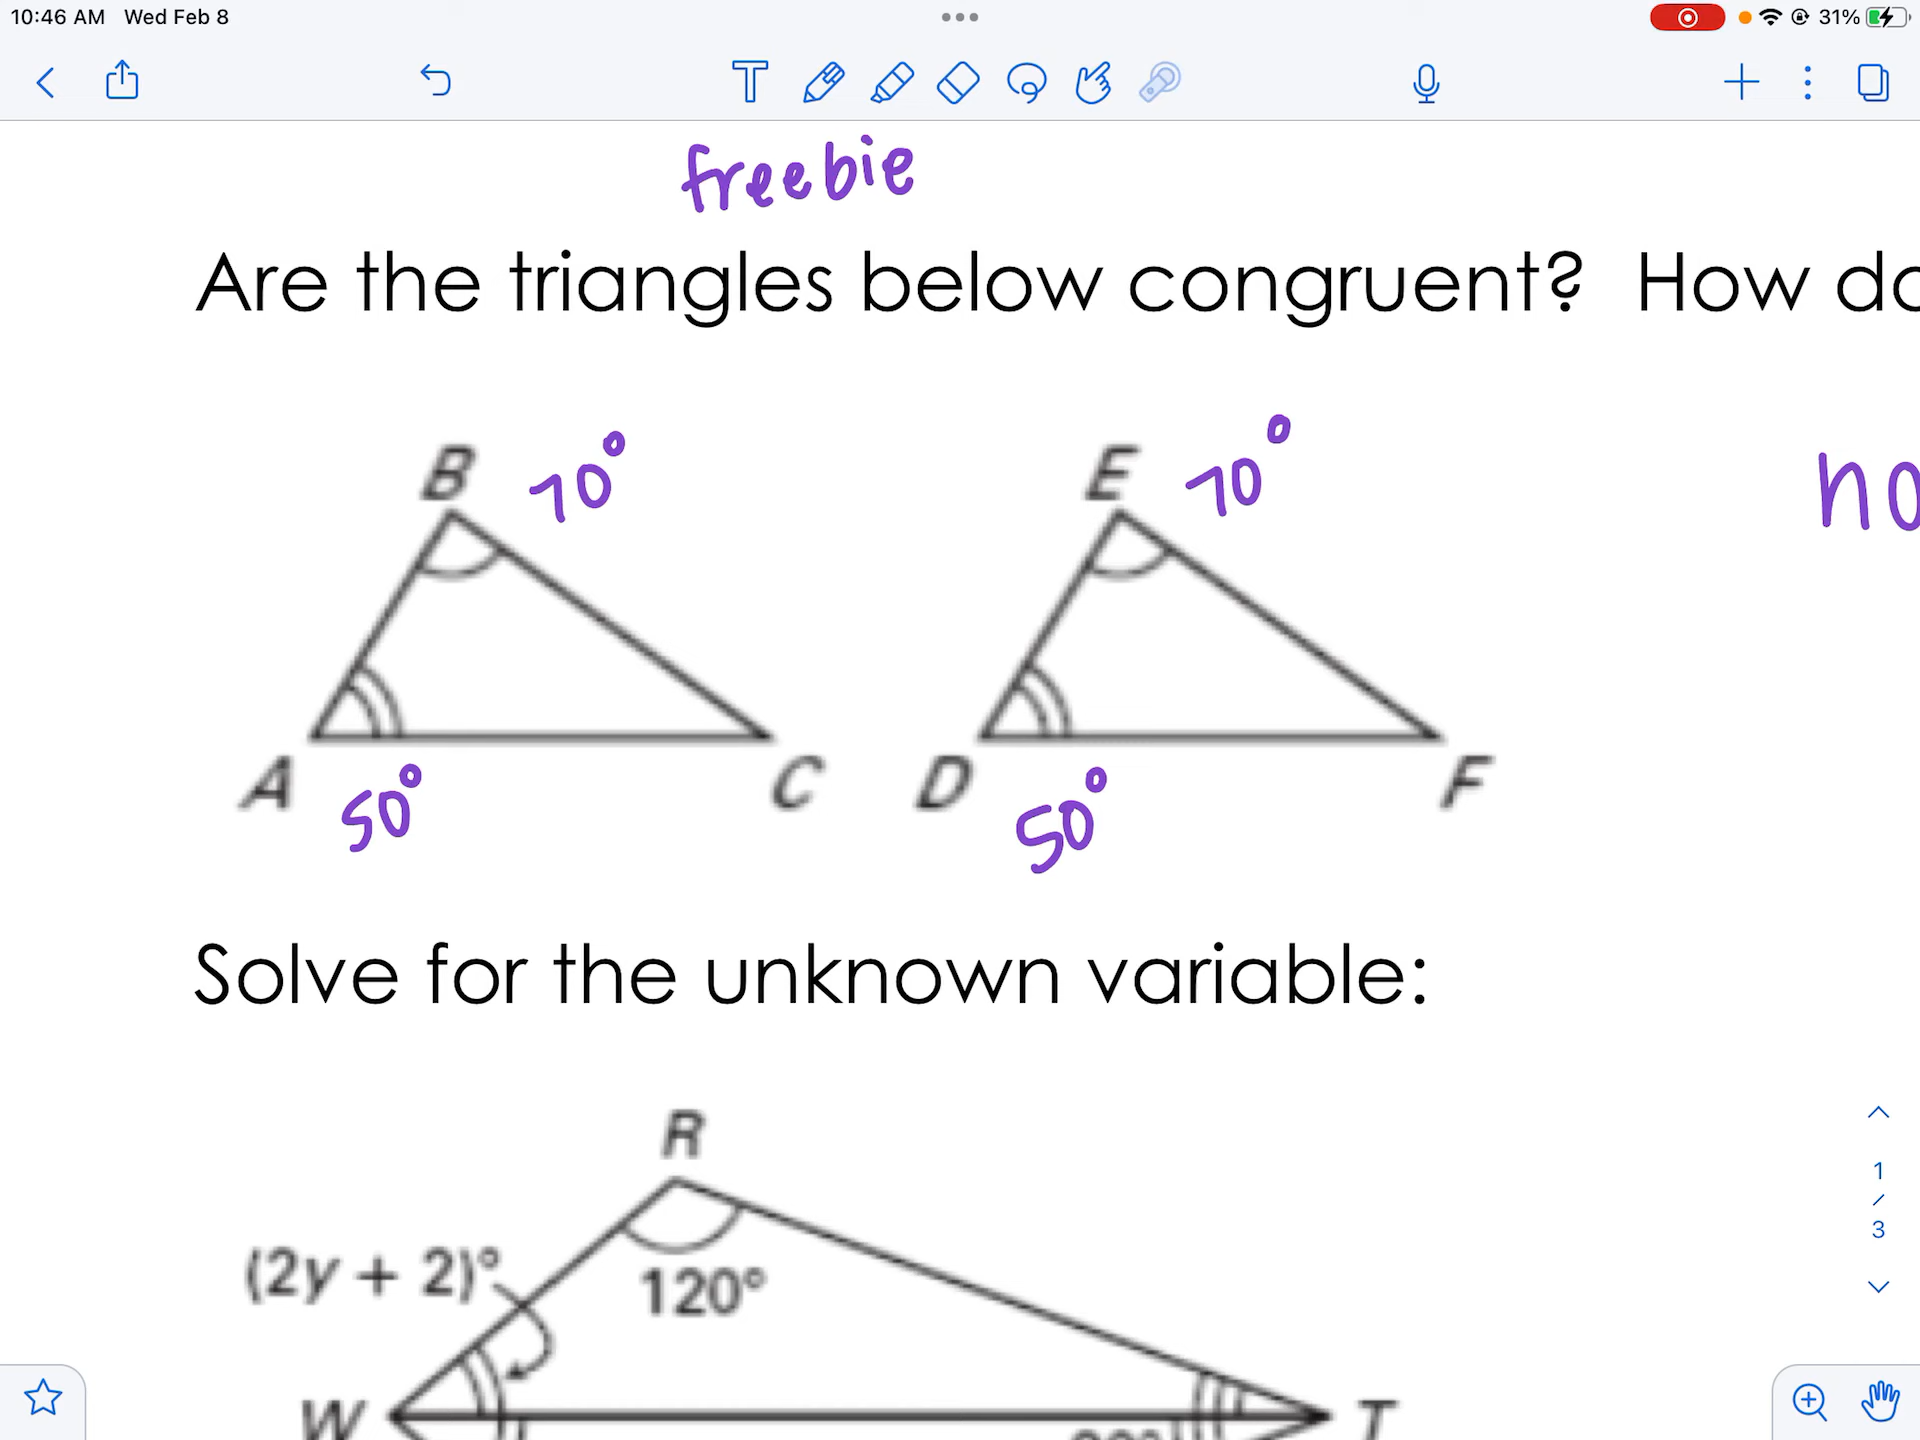 10:46 AM Wed Feb 8
31%
freebie
Are the triangles below congruent? How do
B 70° E 70°
no
A 50° C D 50° F
Solve for the unknown variable:
R
(2y + 2)° 120°
W T
1
/
3